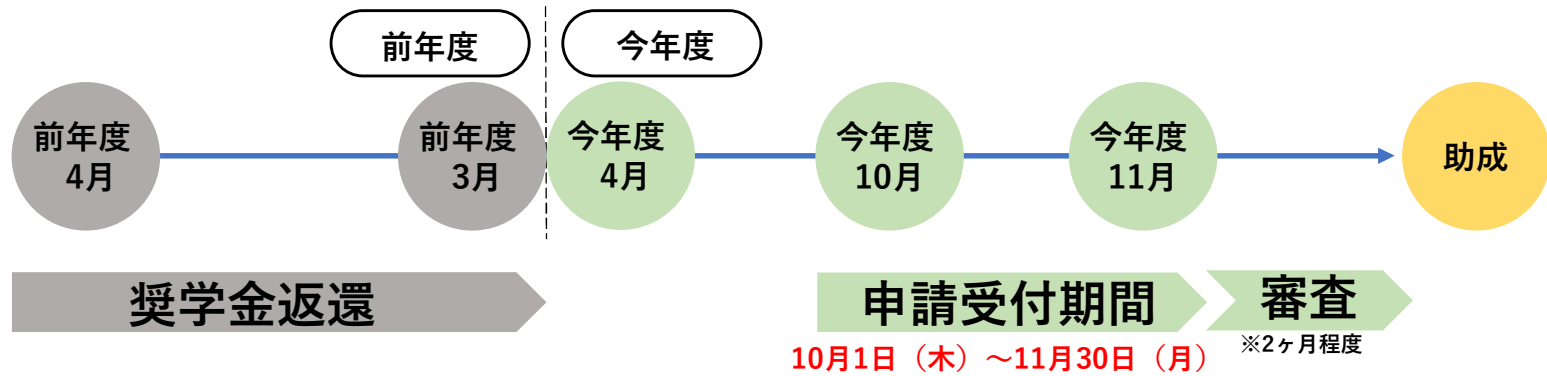 前年度
今年度
前年度
4月
前年度
3月
今年度
4月
今年度
10月
今年度
11月
助成
奨学金返還
申請受付期間
審査
10月1日（木）～11月30日（月）
※2ヶ月程度